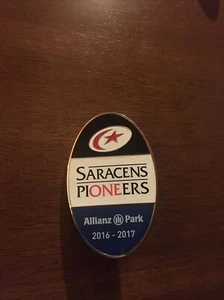 SARACENS
PIONEERS
Allianz Park
2016 - 2017